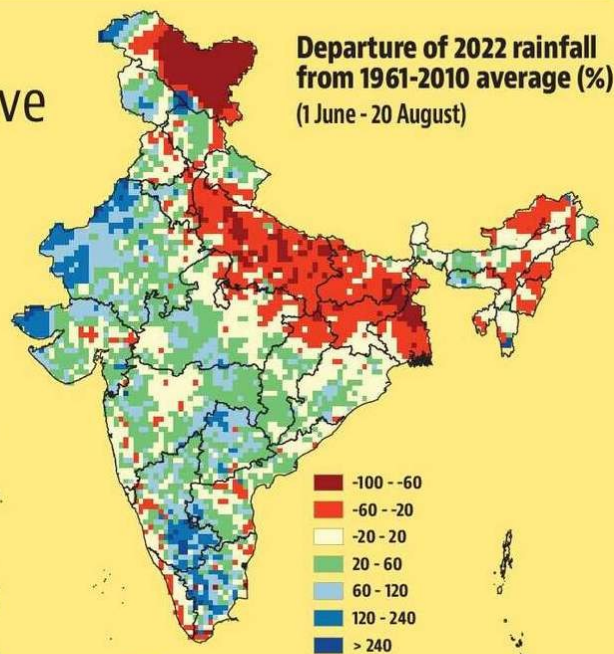 ve
Departure of 2022 rainfall
from 1961-2010 average (%)
(1 June - 20 August)
-100 - -60
-60 - -20
-20 - 20
20 - 60
60 - 120
120 - 240
> 240